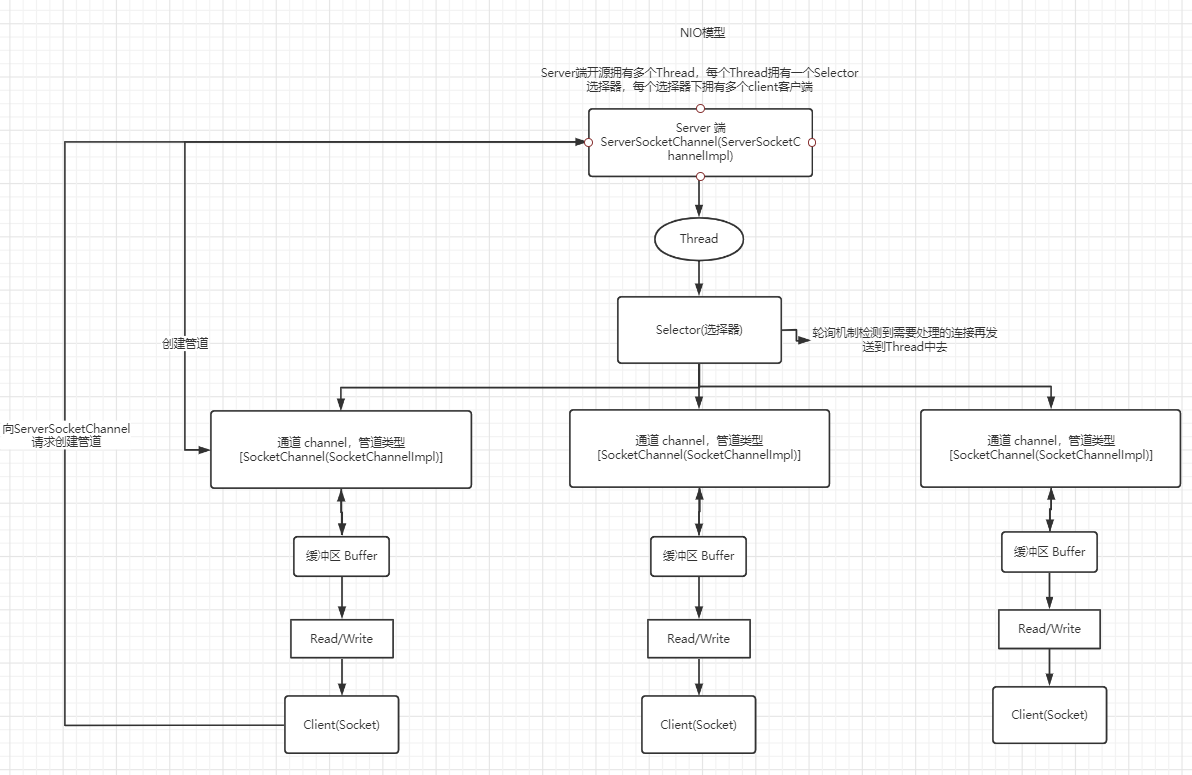 NIO模型
Server端开源拥有多个Thread，每个Thread拥有一个Selector
选择器，每个选择器下拥有多个client客户端
Server 端
ServerSocketChannel(ServerSocketC
hannelImpl)
Thread
Selector(选择器)
轮询机制检测到需要处理的连接再发
送到Thread中去
创建管道
向ServerSocketChannel
请求创建管道
通道 channel，管道类型
[SocketChannel(SocketChannelImpl)]
通道 channel，管道类型
[SocketChannel(SocketChannelImpl)]
通道 channel，管道类型
[SocketChannel(SocketChannelImpl)]
缓冲区 Buffer
缓冲区 Buffer
缓冲区 Buffer
Read/Write
Read/Write
Read/Write
Client(Socket)
Client(Socket)
Client(Socket)